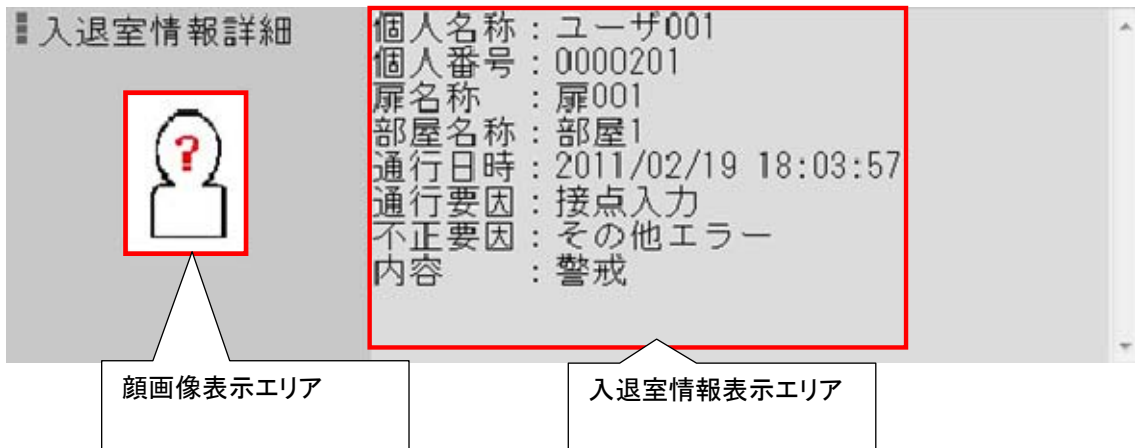 入退室情報詳細
?
個人名称：ユーザ001
個人番号：0000201
扉名称　：扉001
部屋名称：部屋1
通行日時：2011/02/19 18:03:57
通行要因：接点入力
不正要因：その他エラー
内容　　：警戒
顔画像表示エリア
入退室情報表示エリア